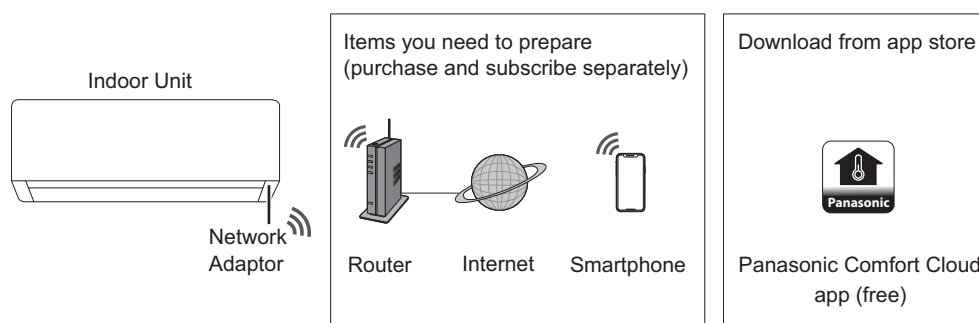 Indoor Unit
Network
Adaptor
Items you need to prepare
(purchase and subscribe separately)
Router
Internet
Smartphone
Download from app store
Panasonic
Panasonic Comfort Cloud
app (free)